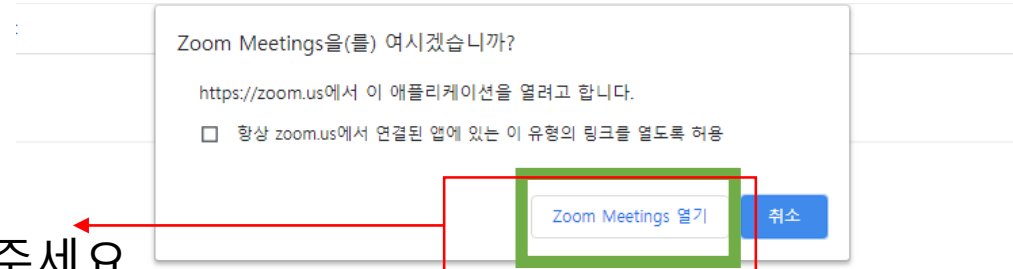 Zoom Meetings을(를) 여시겠습니까?
https://zoom.us에서 이 애플리케이션을 열려고 합니다.
항상 zoom.us에서 연결된 앱에 있는 이 유형의 링크를 열도록 허용
Zoom Meetings 열기
취소
주세요